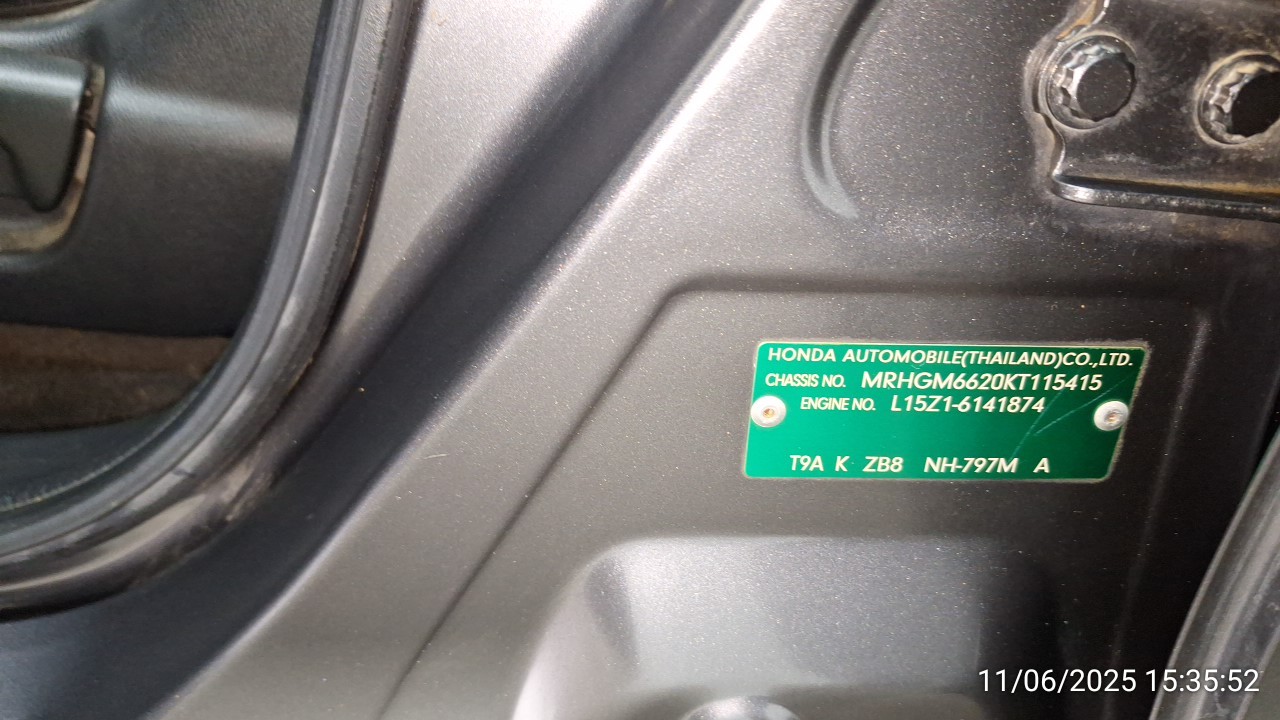 HONDA AUTOMOBILE(THAILAND)CO.,LTD.
CHASSIS NO. MRHGM6620KT115415
ENGINE NO. L15Z1-6141874
T9A K ZB8 NH-797M A
11/06/2025 15:35:52